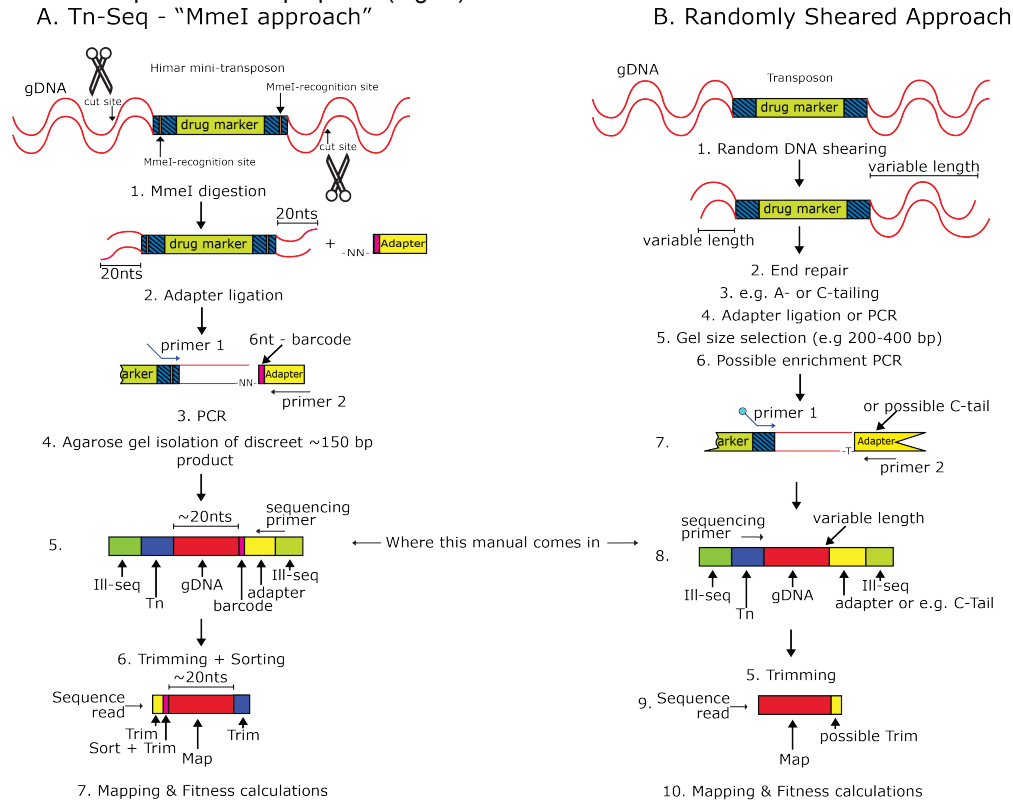 A. Tn-Seq - “MmeI approach”
gDNA
cut site
Himar mini-transposon
MmeI-recognition site
drug marker
MmeI-recognition site
cut site
1. MmeI digestion
20nts
drug marker
+
-NN-
Adapter
20nts
2. Adapter ligation
primer 1
6nt - barcode
arker
-NN-
Adapter
primer 2
3. PCR
4. Agarose gel isolation of discreet ~150 bp
product
~20nts
sequencing
primer
5.
Ill-seq
Tn
gDNA
barcode
adapter
Ill-seq
6. Trimming + Sorting
~20nts
Sequence
read
Trim
Sort + Trim
Map
Trim
7. Mapping & Fitness calculations
Where this manual comes in
B. Randomly Sheared Approach
gDNA
Transposon
drug marker
1. Random DNA shearing
variable length
drug marker
variable length
2. End repair
3. e.g. A- or C-tailing
4. Adapter ligation or PCR
5. Gel size selection (e.g 200-400 bp)
6. Possible enrichment PCR
primer 1
or possible C-tail
7.
arker
-T-
Adapter
primer 2
sequencing
primer
variable length
8.
Ill-seq
Tn
gDNA
Ill-seq
adapter or e.g. C-Tail
5. Trimming
9.
Sequence
read
possible Trim
Map
10. Mapping & Fitness calculations